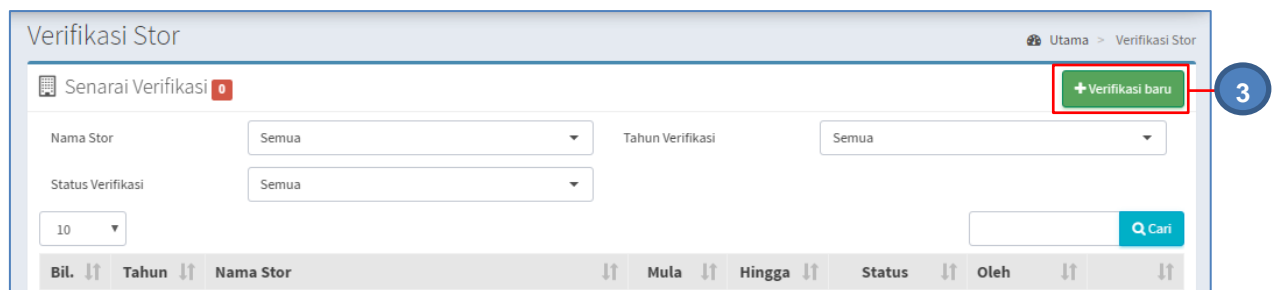 Verifikasi Stor
Utama > Verifikasi Stor
Senarai Verifikasi 0
+ Verifikasi baru
3
Nama Stor Semua Tahun Verifikasi Semua
Status Verifikasi Semua
10
Cari
Bil. Tahun Nama Stor Mula Hingga Status Oleh